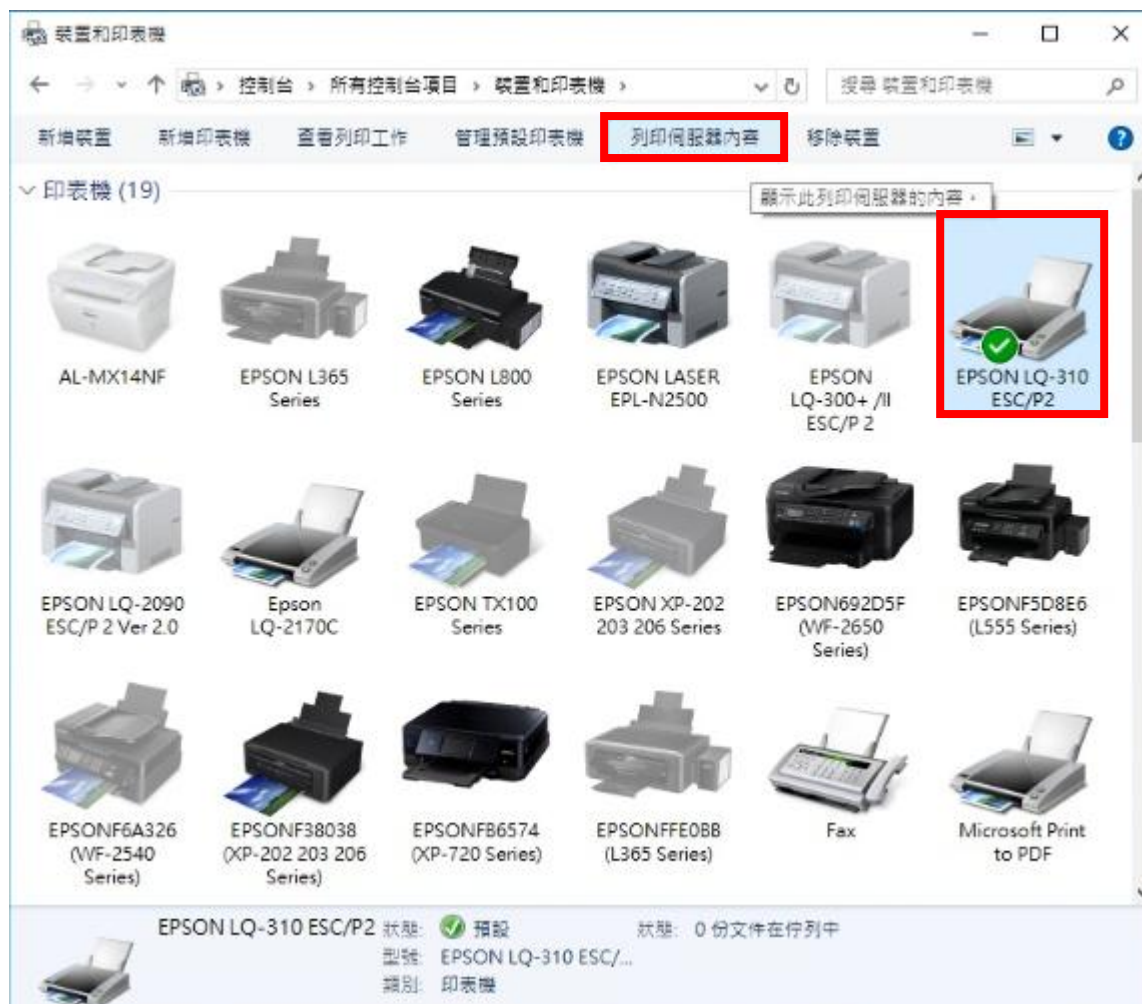 裝置和印表機
控制台 › 所有控制台項目 › 裝置和印表機 ›
搜尋 裝置和印表機
新增裝置 新增印表機 查看列印工作 管理預設印表機 列印伺服器內容 移除裝置
印表機 (19)
顯示此列印伺服器的內容。
AL-MX14NF
EPSON L365
Series
EPSON L800
Series
EPSON LASER
EPL-N2500
EPSON
LQ-300+ /II
ESC/P 2
EPSON LQ-310
ESC/P2
EPSON LQ-2090
ESC/P 2 Ver 2.0
Epson
LQ-2170C
EPSON TX100
Series
EPSON XP-202
203 206 Series
EPSON692D5F
(WF-2650
Series)
EPSONF5D8E6
(L555 Series)
EPSONF6A326
(WF-2540
Series)
EPSONF38038
(XP-202 203 206
Series)
EPSONFB6574
(XP-720 Series)
EPSONFFE0BB
(L365 Series)
Fax
Microsoft Print
to PDF
EPSON LQ-310 ESC/P2 狀態: 預設 狀態: 0 份文件在佇列中
型號: EPSON LQ-310 ESC/...
類別: 印表機